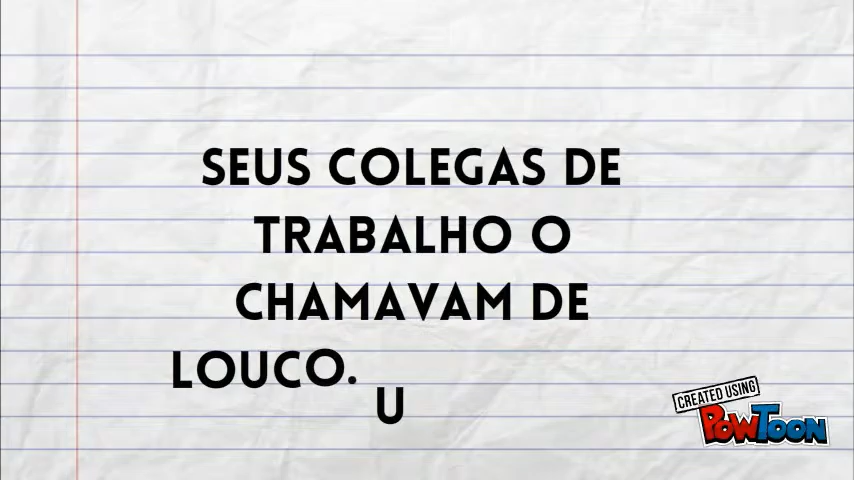 SEUS COLEGAS DE
TRABALHO O
CHAMAVAM DE
LOUCO. U
CREATED USING
POWTOON